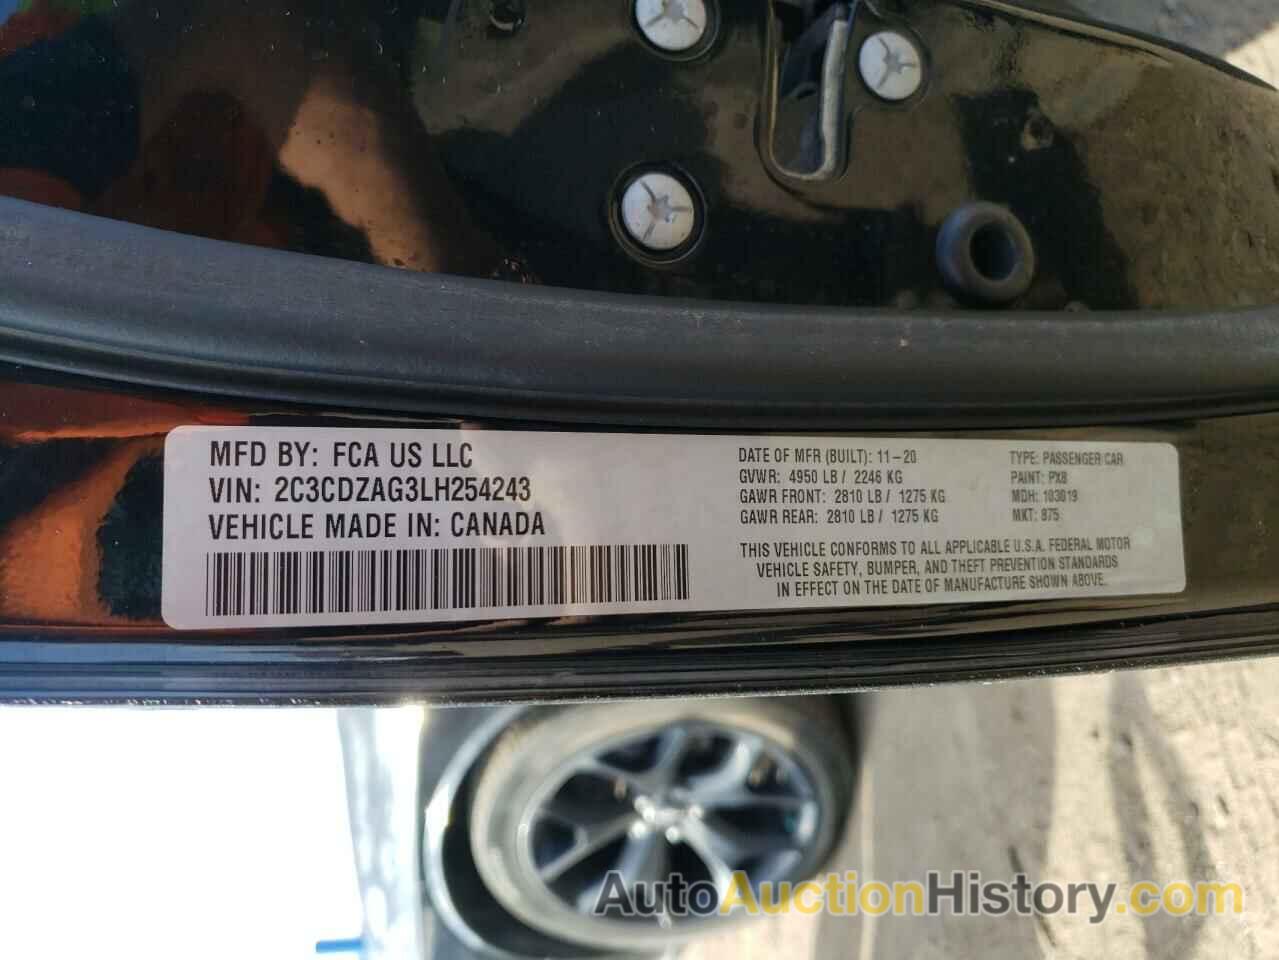 MFD BY: FCA US LLC
VIN: 2C3CDZAG3LH254243
VEHICLE MADE IN: CANADA
DATE OF MFR (BUILT): 11-20
GVWR: 4950 LB / 2246 KG
GAWR FRONT: 2810 LB / 1275 KG
GAWR REAR: 2810 LB / 1275 KG
TYPE: PASSENGER CAR
PAINT: PX8
MDH: 103019
MKT: 875
THIS VEHICLE CONFORMS TO ALL APPLICABLE U.S.A. FEDERAL MOTOR
VEHICLE SAFETY, BUMPER, AND THEFT PREVENTION STANDARDS
IN EFFECT ON THE DATE OF MANUFACTURE SHOWN ABOVE.
AutoAuctionHistory.com